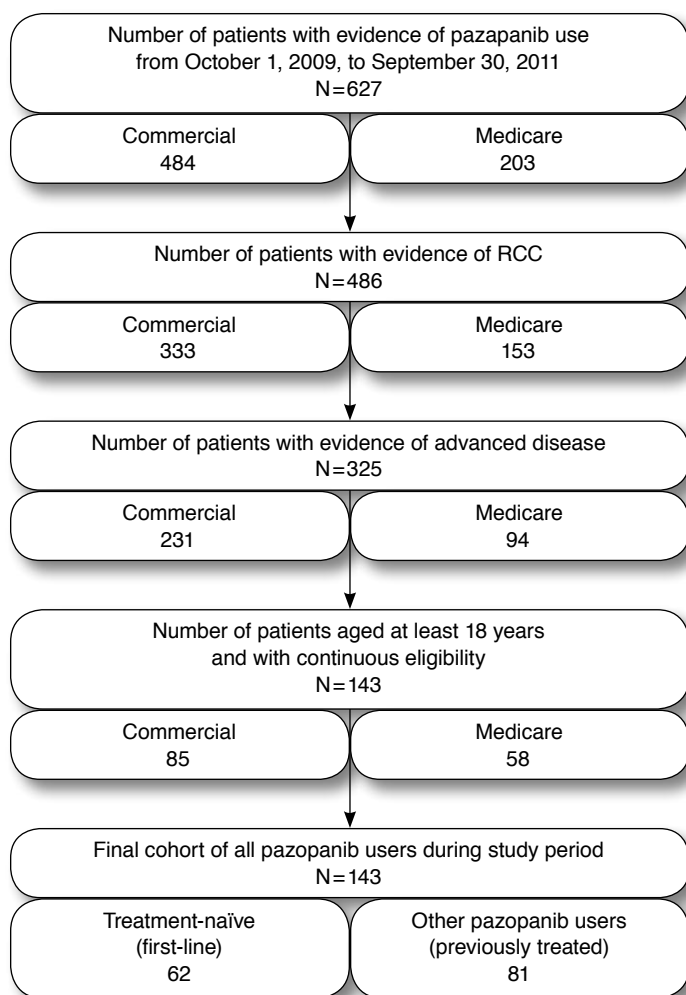 Number of patients with evidence of pazapanib use
from October 1, 2009, to September 30, 2011
N=627
Commercial
484
Medicare
203
Number of patients with evidence of RCC
N=486
Commercial
333
Medicare
153
Number of patients with evidence of advanced disease
N=325
Commercial
231
Medicare
94
Number of patients aged at least 18 years
and with continuous eligibility
N=143
Commercial
85
Medicare
58
Final cohort of all pazopanib users during study period
N=143
Treatment-naïve
(first-line)
62
Other pazopanib users
(previously treated)
81